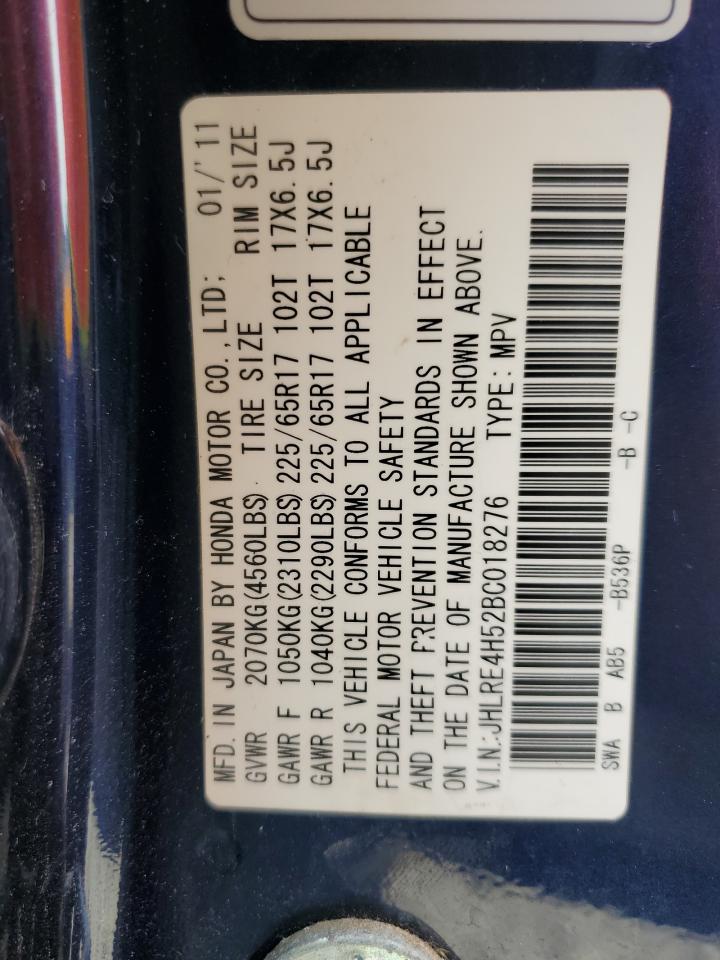 MFD. IN JAPAN BY HONDA MOTOR CO.,LTD; 01/'11
GVWR 2070KG(4560LBS) TIRE SIZE RIM SIZE
GAWR F 1050KG(2310LBS) 225/65R17 102T 17X6.5J
GAWR R 1040KG(2290LBS) 225/65R17 102T 17X6.5J
THIS VEHICLE CONFORMS TO ALL APPLICABLE
FEDERAL MOTOR VEHICLE SAFETY
AND THEFT PREVENTION STANDARDS IN EFFECT
ON THE DATE OF MANUFACTURE SHOWN ABOVE.
V.I.N.:JHLRE4H52BC018276 TYPE: MPV
SWA B AB5 -B536P -B -C